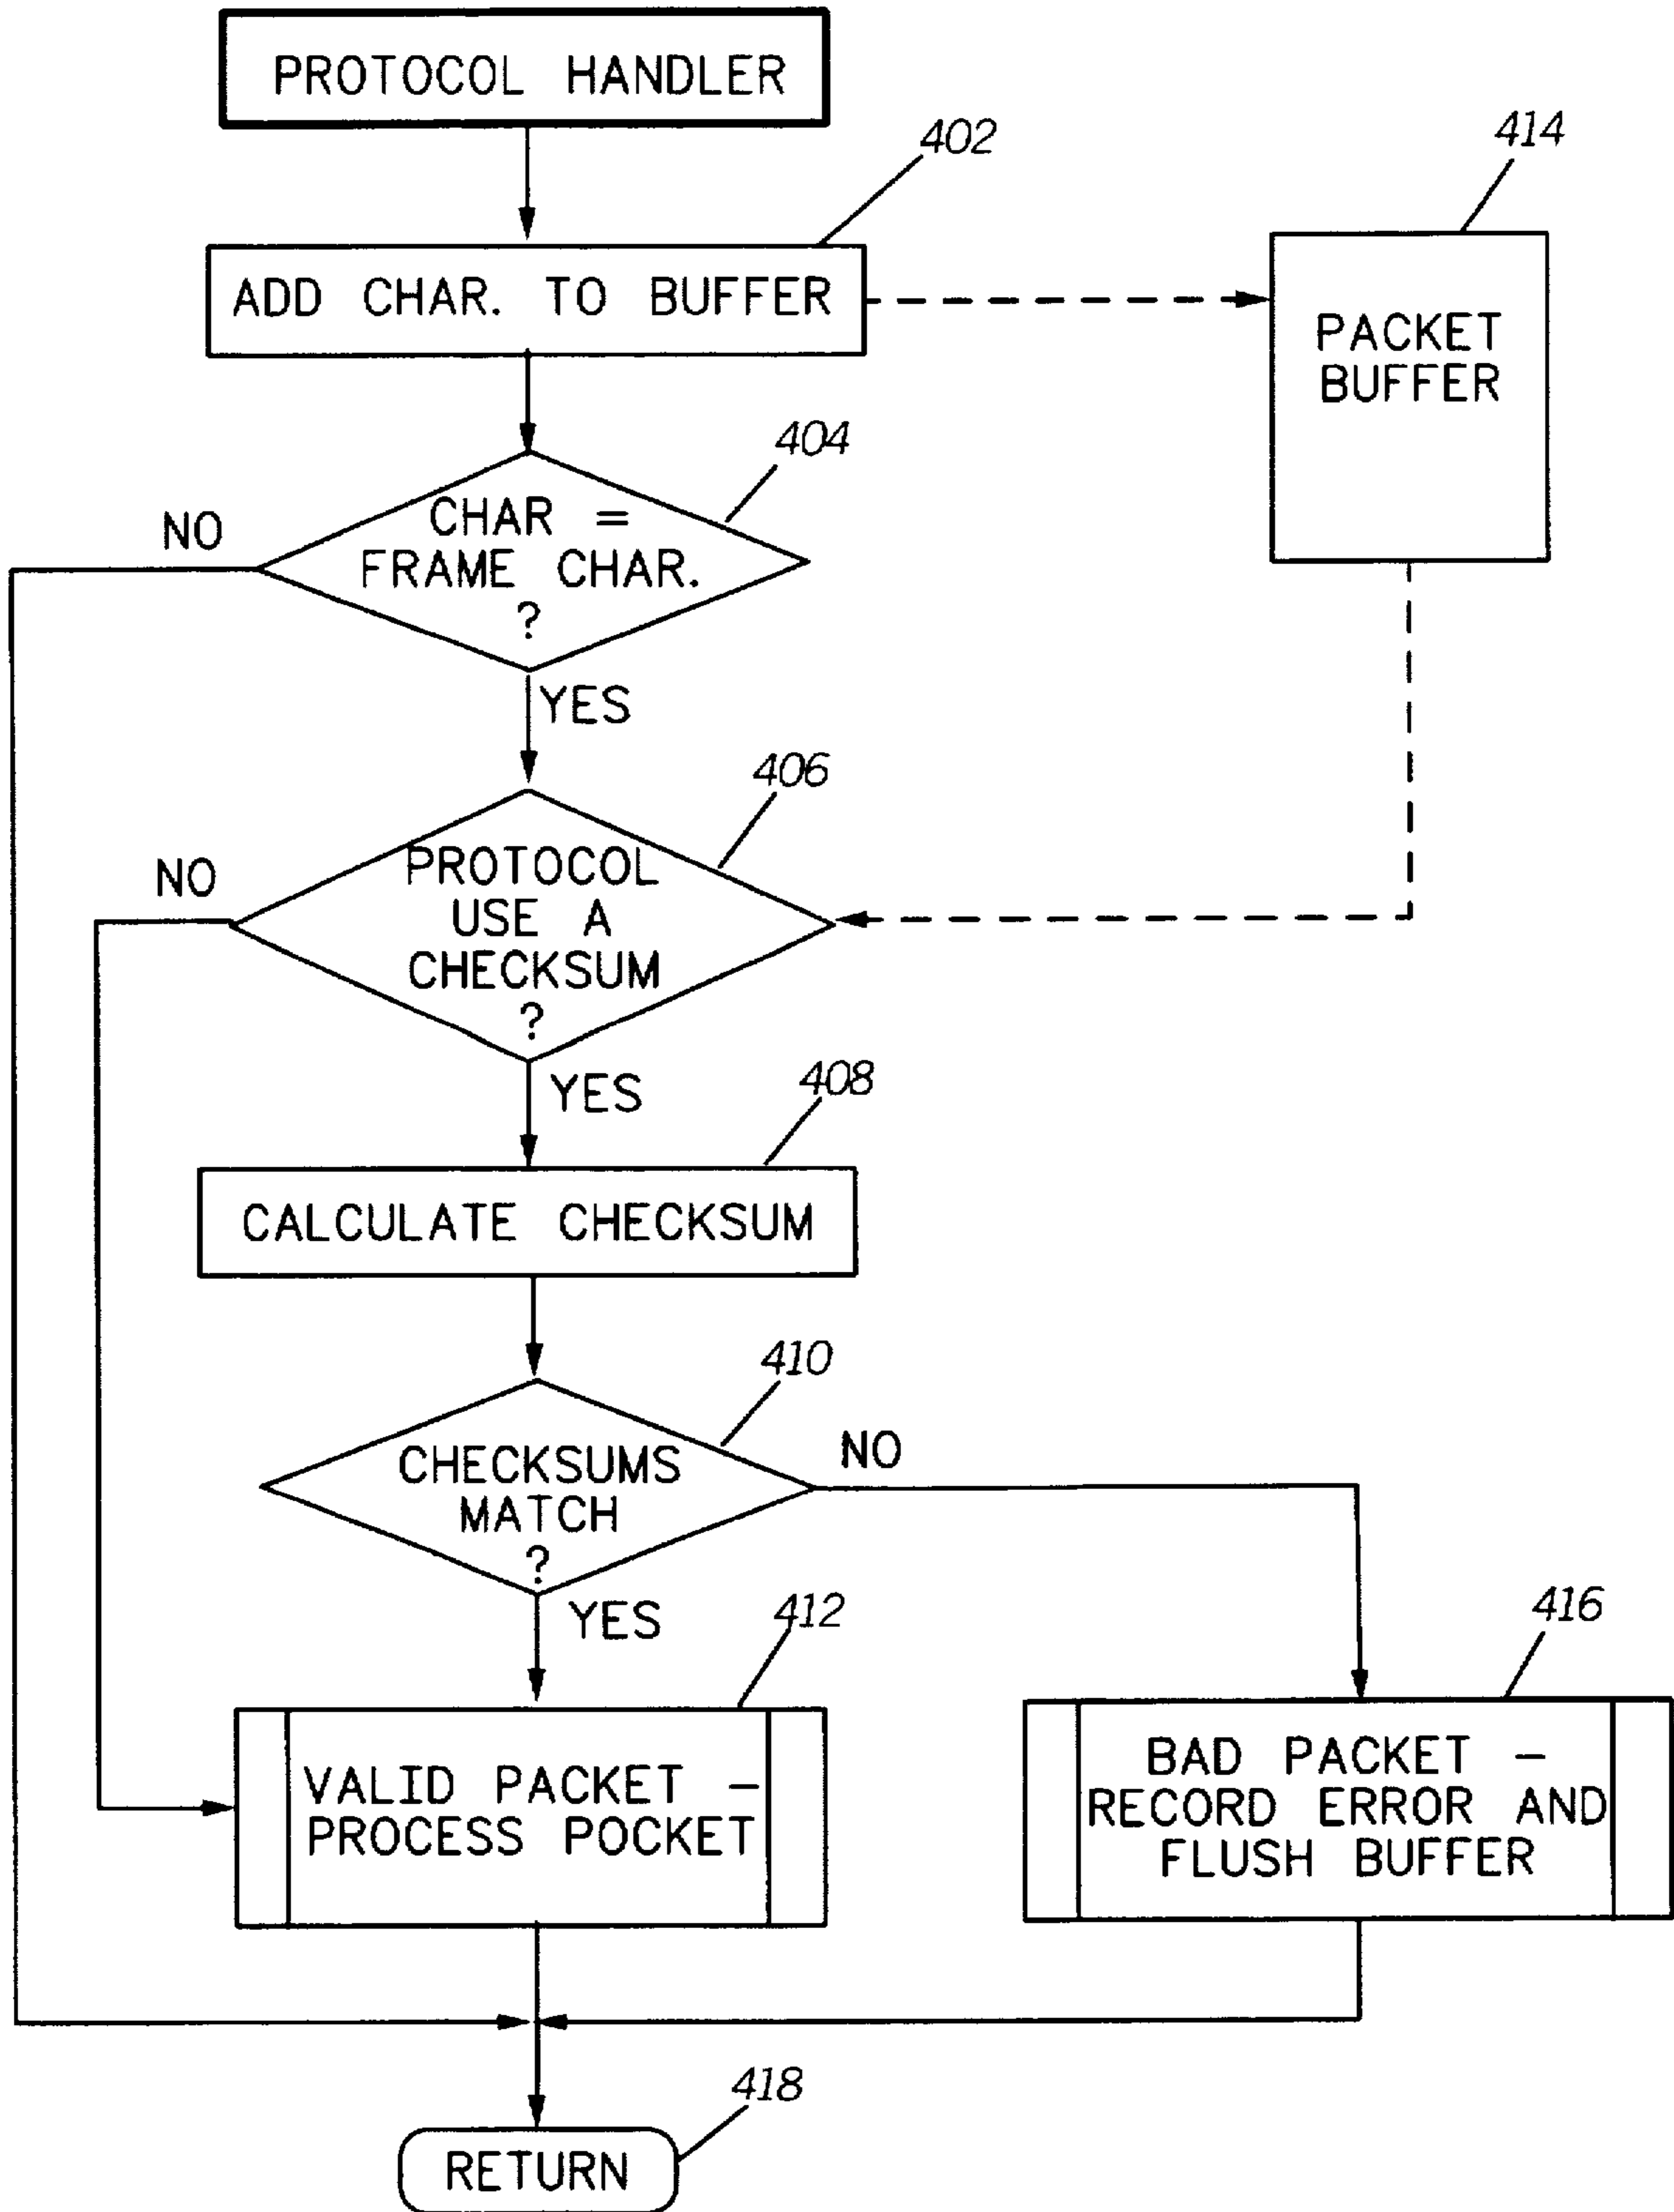 PROTOCOL HANDLER
402
414
ADD CHAR. TO BUFFER
PACKET
BUFFER
404
NO
CHAR =
FRAME CHAR.
?
YES
406
NO
PROTOCOL
USE A
CHECKSUM
?
YES
408
CALCULATE CHECKSUM
410
NO
CHECKSUMS
MATCH
?
YES
412
416
VALID PACKET -
PROCESS POCKET
BAD PACKET -
RECORD ERROR AND
FLUSH BUFFER
418
RETURN